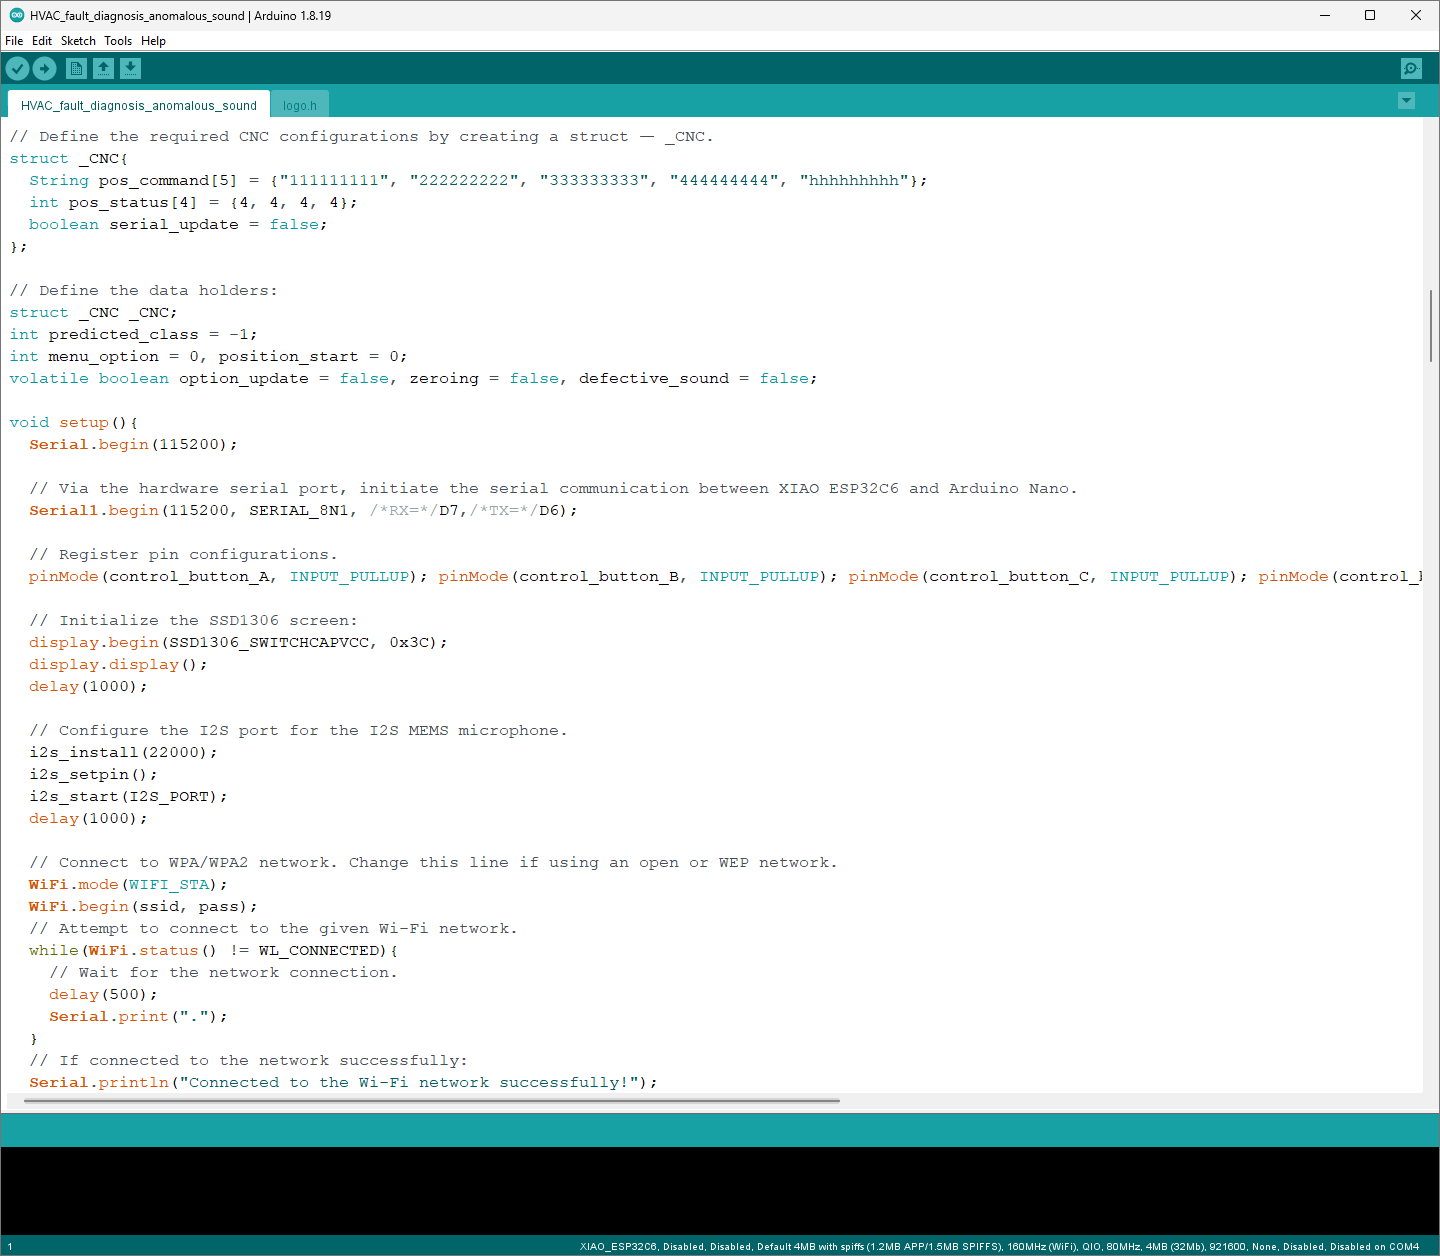 HVAC_fault_diagnosis_anomalous_sound | Arduino 1.8.19
File Edit Sketch Tools Help
HVAC_fault_diagnosis_anomalous_sound logo.h
// Define the required CNC configurations by creating a struct — _CNC.
struct _CNC{
  String pos_command[5] = {"111111111", "222222222", "333333333", "444444444", "hhhhhhhhh"};
  int pos_status[4] = {4, 4, 4, 4};
  boolean serial_update = false;
};
// Define the data holders:
struct _CNC _CNC;
int predicted_class = -1;
int menu_option = 0, position_start = 0;
volatile boolean option_update = false, zeroing = false, defective_sound = false;
void setup(){
  Serial.begin(115200);
  // Via the hardware serial port, initiate the serial communication between XIAO ESP32C6 and Arduino Nano.
  Serial1.begin(115200, SERIAL_8N1, /*RX=*/D7,/*TX=*/D6);
  // Register pin configurations.
  pinMode(control_button_A, INPUT_PULLUP); pinMode(control_button_B, INPUT_PULLUP); pinMode(control_button_C, INPUT_PULLUP); pinMode(control_
  // Initialize the SSD1306 screen:
  display.begin(SSD1306_SWITCHCAPVCC, 0x3C);
  display.display();
  delay(1000);
  // Configure the I2S port for the I2S MEMS microphone.
  i2s_install(22000);
  i2s_setpin();
  i2s_start(I2S_PORT);
  delay(1000);
  // Connect to WPA/WPA2 network. Change this line if using an open or WEP network.
  WiFi.mode(WIFI_STA);
  WiFi.begin(ssid, pass);
  // Attempt to connect to the given Wi-Fi network.
  while(WiFi.status() != WL_CONNECTED){
    // Wait for the network connection.
    delay(500);
    Serial.print(".");
  }
  // If connected to the network successfully:
  Serial.println("Connected to the Wi-Fi network successfully!");
1 XIAO_ESP32C6, Disabled, Disabled, Default 4MB with spiffs (1.2MB APP/1.5MB SPIFFS), 160MHz (WiFi), QIO, 80MHz, 4MB (32Mb), 921600, None, Disabled, Disabled on COM4